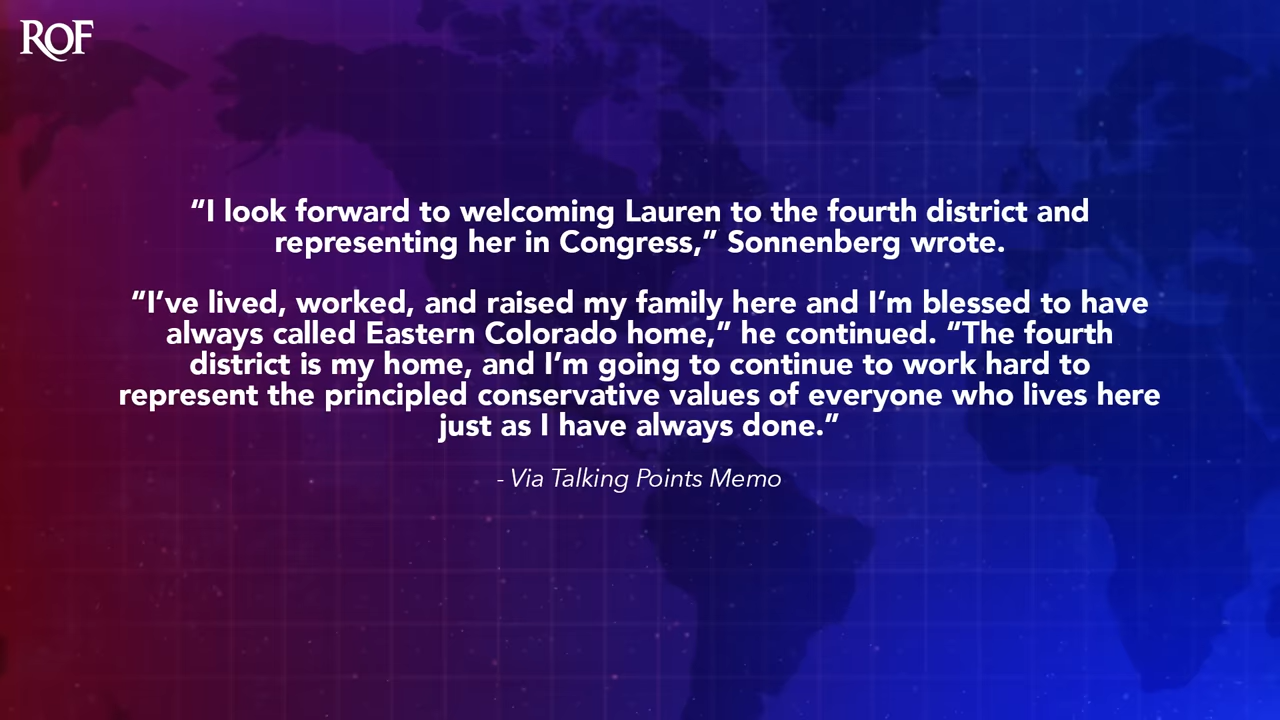 ROF
“I look forward to welcoming Lauren to the fourth district and
representing her in Congress,” Sonnenberg wrote.
“I’ve lived, worked, and raised my family here and I’m blessed to have
always called Eastern Colorado home,” he continued. “The fourth
district is my home, and I’m going to continue to work hard to
represent the principled conservative values of everyone who lives here
just as I have always done.”
- Via Talking Points Memo